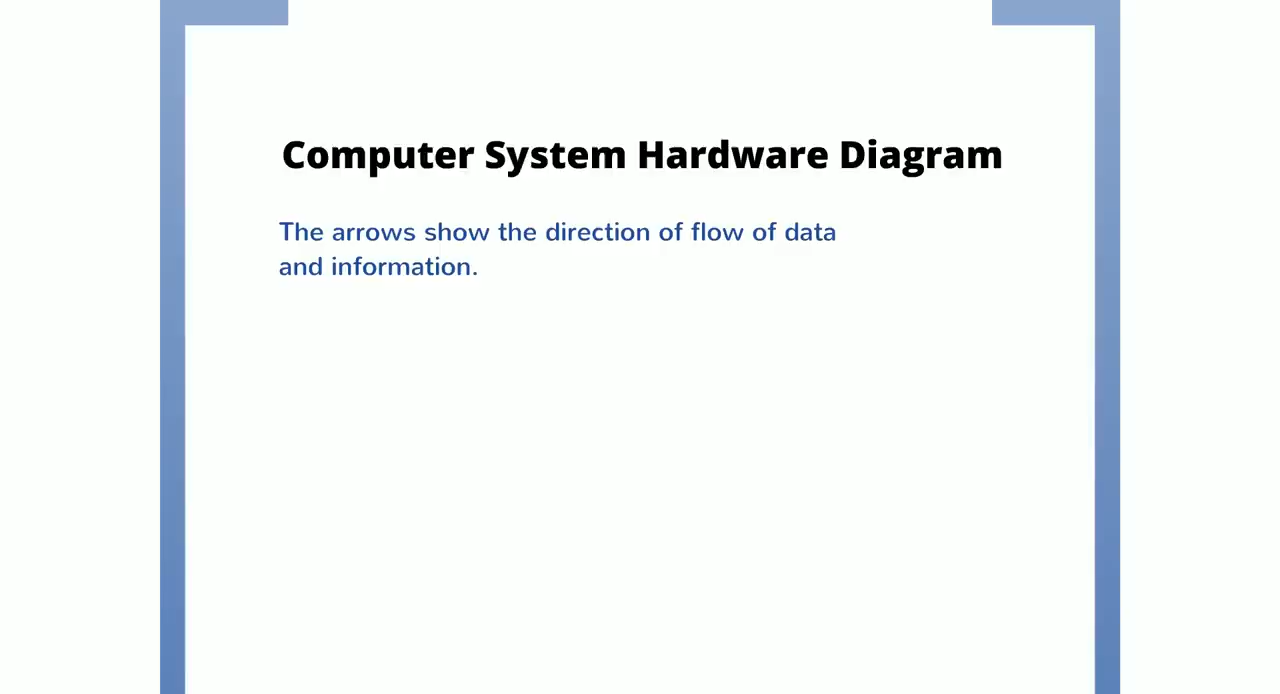 Computer System Hardware Diagram
The arrows show the direction of flow of data
and information.